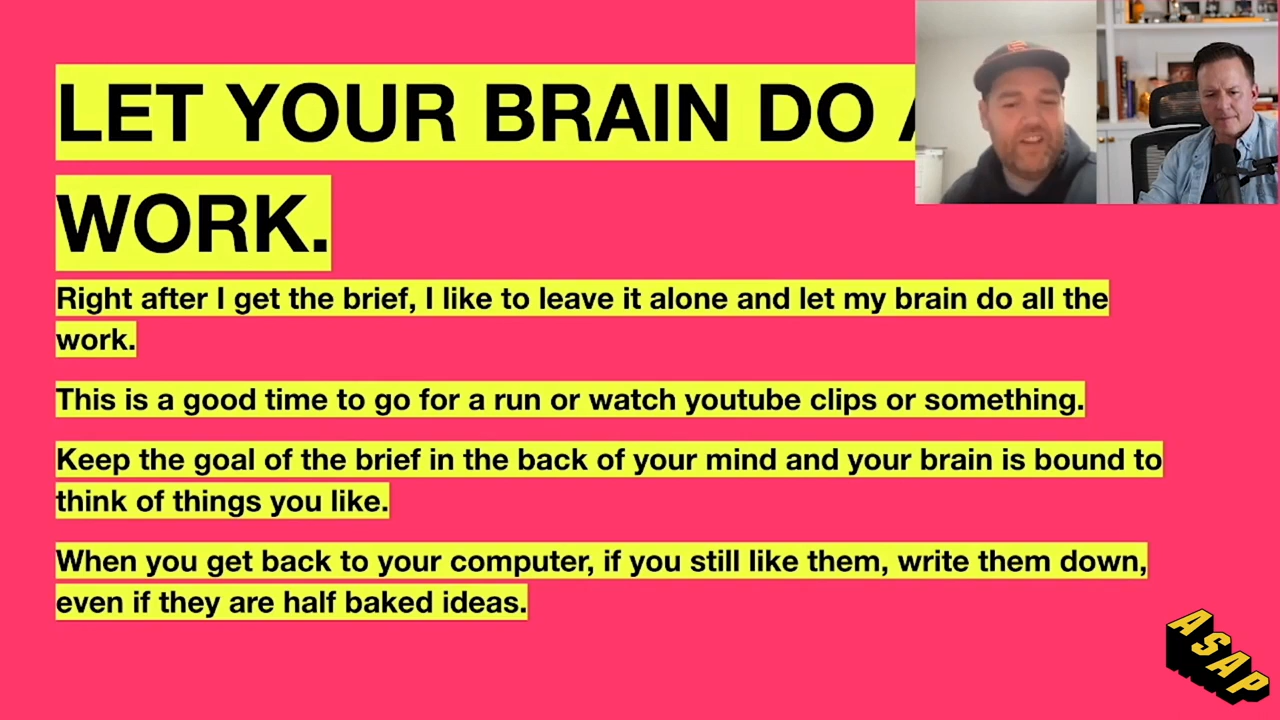 LET YOUR BRAIN DO
WORK.
Right after I get the brief, I like to leave it alone and let my brain do all the
work.
This is a good time to go for a run or watch youtube clips or something.
Keep the goal of the brief in the back of your mind and your brain is bound to
think of things you like.
When you get back to your computer, if you still like them, write them down,
even if they are half baked ideas.
ASAP